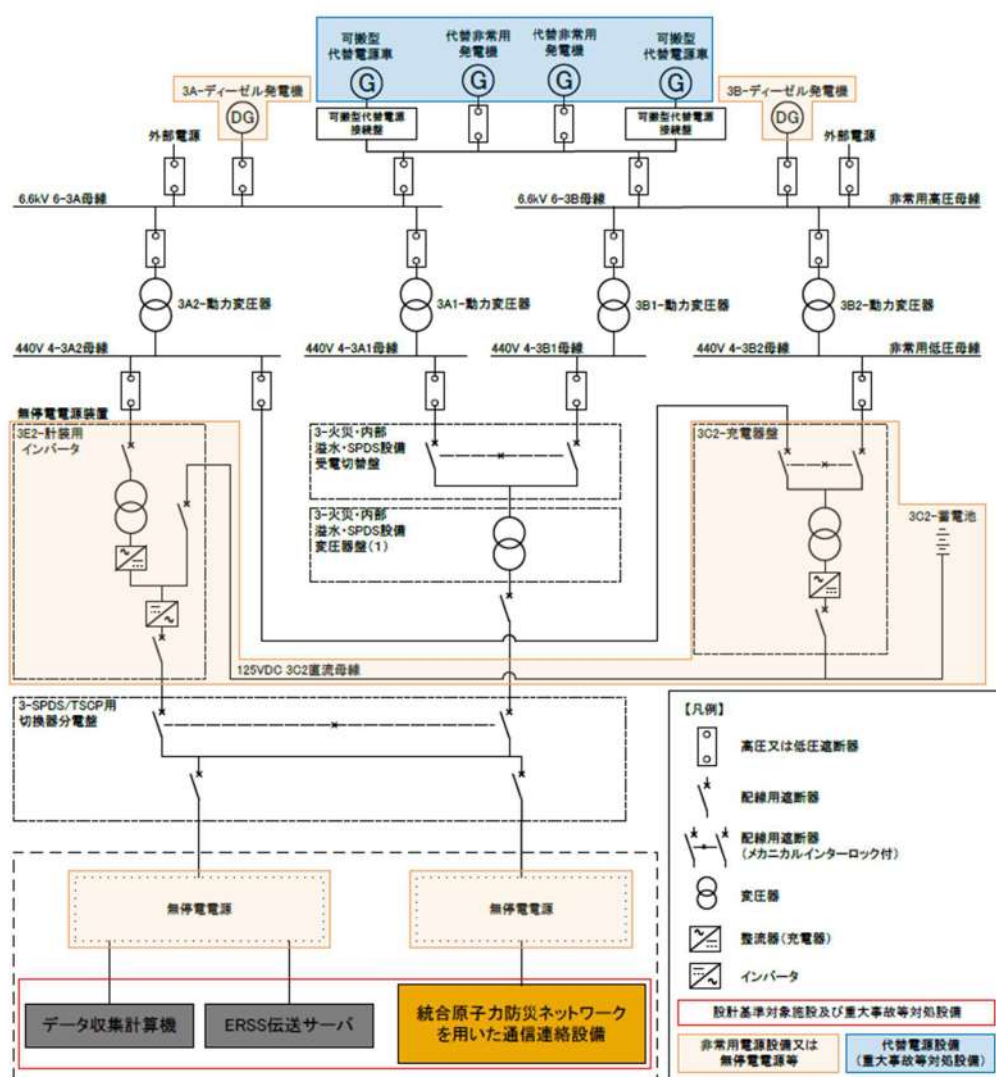 可搬型
代替電源車
代替非常用
発電機
代替非常用
発電機
可搬型
代替電源車
G
G
G
G
3A-ディーゼル発電機
3B-ディーゼル発電機
DG
DG
可搬型代替電源
接続盤
可搬型代替電源
接続盤
外部電源
外部電源
6.6kV 6-3A母線
6.6kV 6-3B母線
非常用高圧母線
3A2-動力変圧器
3A1-動力変圧器
3B1-動力変圧器
3B2-動力変圧器
440V 4-3A2母線
440V 4-3A1母線
440V 4-3B1母線
440V 4-3B2母線
非常用低圧母線
無停電電源装置
3E2-計装用
インバータ
3-火災・内部
溢水・SPDS設備
受電切替盤
3C2-充電器盤
3-火災・内部
溢水・SPDS設備
変圧器盤(1)
3C2-蓄電池
125VDC 3C2直流母線
3-SPDS/TSCP用
切換器分電盤
無停電電源
無停電電源
データ収集計算機
ERSS伝送サーバ
統合原子力防災ネットワーク
を用いた通信連絡設備
【凡例】
高圧又は低圧遮断器
配線用遮断器
配線用遮断器
(メカニカルインターロック付)
変圧器
整流器(充電器)
インバータ
設計基準対象施設及び重大事故等対処設備
非常用電源設備又は
無停電電源等
代替電源設備
(重大事故等対処設備)